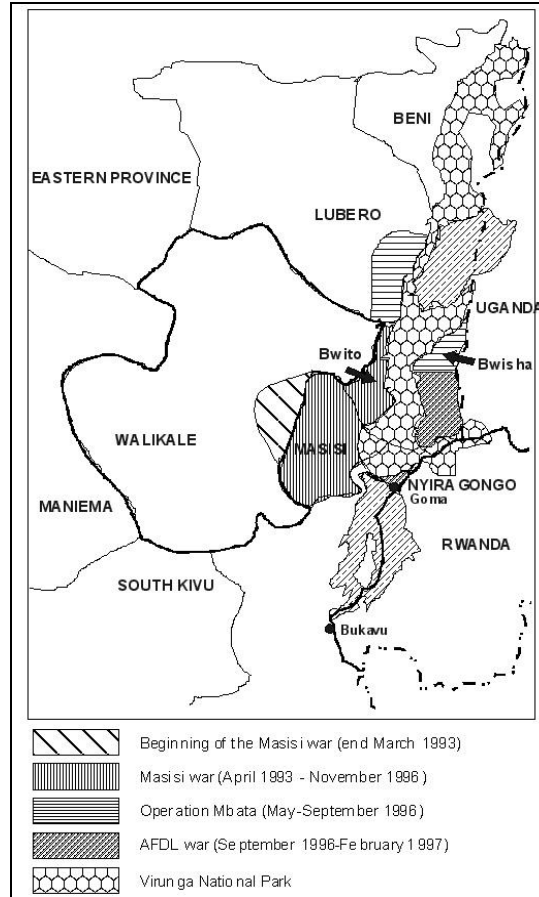 BENI
EASTERN PROVINCE
LUBERO
UGANDA
Bwito
Bwisha
WALIKALE
MASISI
NYIRA GONGO
Goma
MANIEMA
RWANDA
SOUTH KIVU
Bukavu
Beginning of the Masisi war (end March 1993)
Masisi war (April 1993 - November 1996)
Operation Mbata (May-September 1996)
AFDL war (September 1996-February 1997)
Virunga National Park